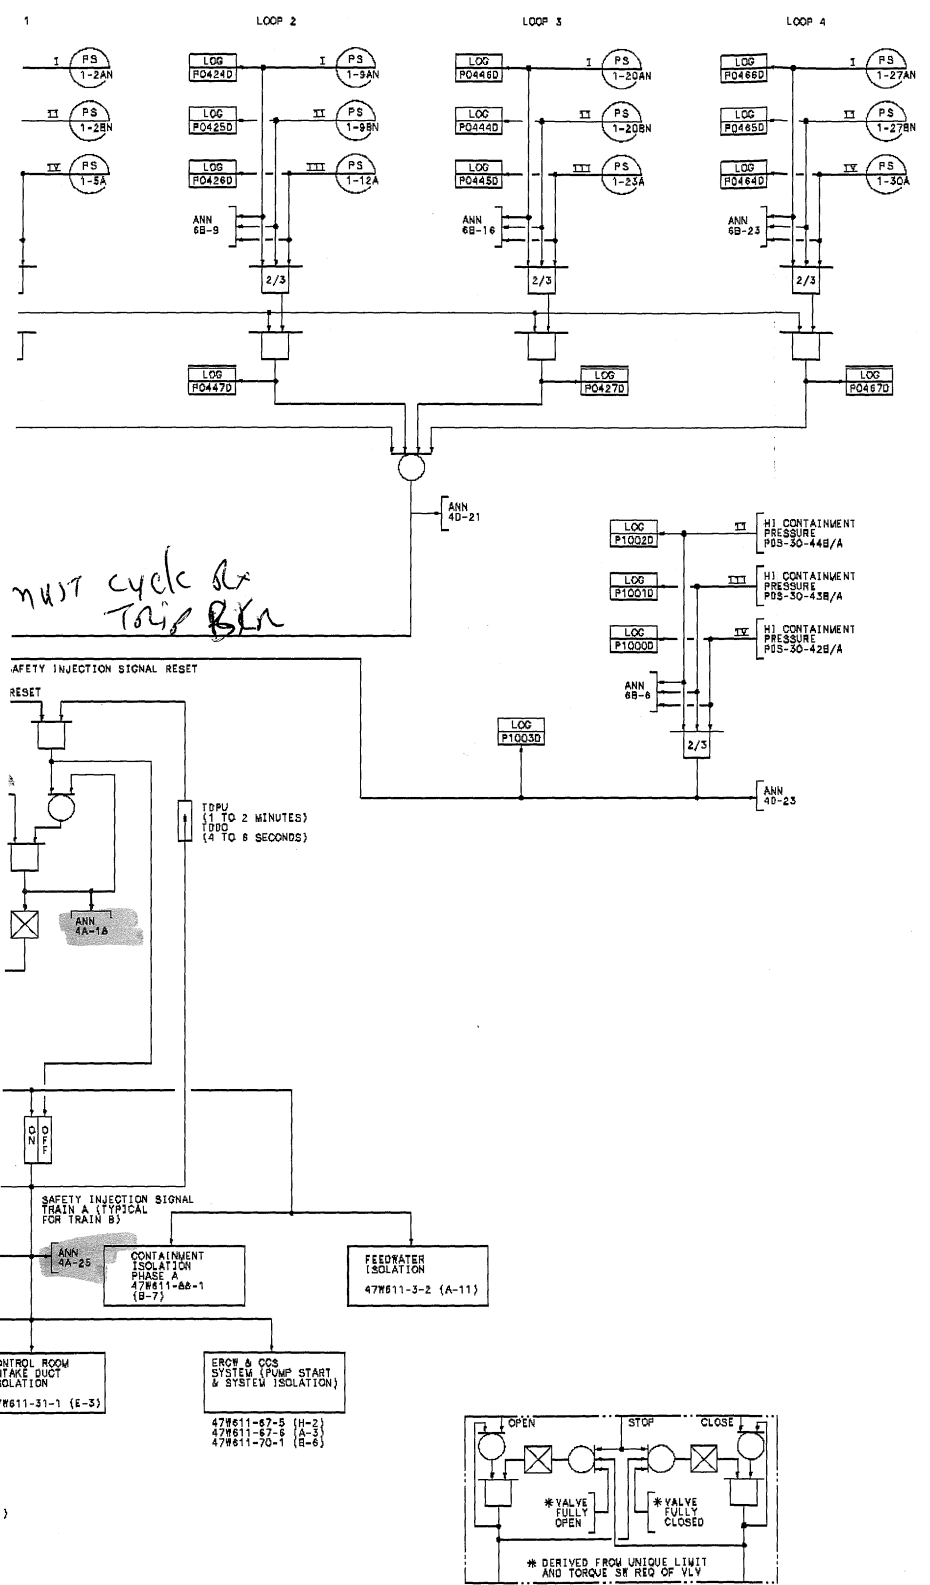 1 LOOP 2 LOOP 3 LOOP 4
I PS 1-2AN LOG P0424D I PS 1-9AN LOG P0446D I PS 1-20AN LOG P0466D I PS 1-27AN
II PS 1-2BN LOG P0425D II PS 1-9BN LOG P0444D II PS 1-20BN LOG P0465D II PS 1-27BN
IV PS 1-5A LOG P0426D III PS 1-12A LOG P0445D III PS 1-23A LOG P0464D IV PS 1-30A
ANN 6B-9 ANN 6B-16 ANN 6B-23
2/3 2/3 2/3
LOG P0447D LOG P0427D LOG P0467D
ANN
4D-21
LOG P1002D II HI CONTAINMENT
PRESSURE
PDS-30-44B/A
LOG P1001D III HI CONTAINMENT
PRESSURE
PDS-30-43B/A
LOG P1000D IV HI CONTAINMENT
PRESSURE
PDS-30-42B/A
ANN
6B-6
2/3
must cycle Rx
Trip BKR
AFETY INJECTION SIGNAL RESET
RESET
LOG
P1003D
ANN
4D-23
TDPU
(1 TO 2 MINUTES)
TDDO
(4 TO 6 SECONDS)
ANN
4A-18
ON OFF
SAFETY INJECTION SIGNAL
TRAIN A (TYPICAL
FOR TRAIN B)
ANN
4A-25
CONTAINMENT
ISOLATION
PHASE A
47W611-88-1
(B-7)
FEEDWATER
ISOLATION
47W611-3-2 (A-11)
ONTROL ROOM
TAKE DUCT
OLATION
7W611-31-1 (E-3)
ERCW & CCS
SYSTEM (PUMP START
& SYSTEM ISOLATION)
47W611-67-5 (H-2)
47W611-67-6 (A-3)
47W611-70-1 (B-6)
)
OPEN STOP CLOSE
* VALVE
FULLY
OPEN
* VALVE
FULLY
CLOSED
* DERIVED FROM UNIQUE LIMIT
AND TORQUE SW REQ OF VLV